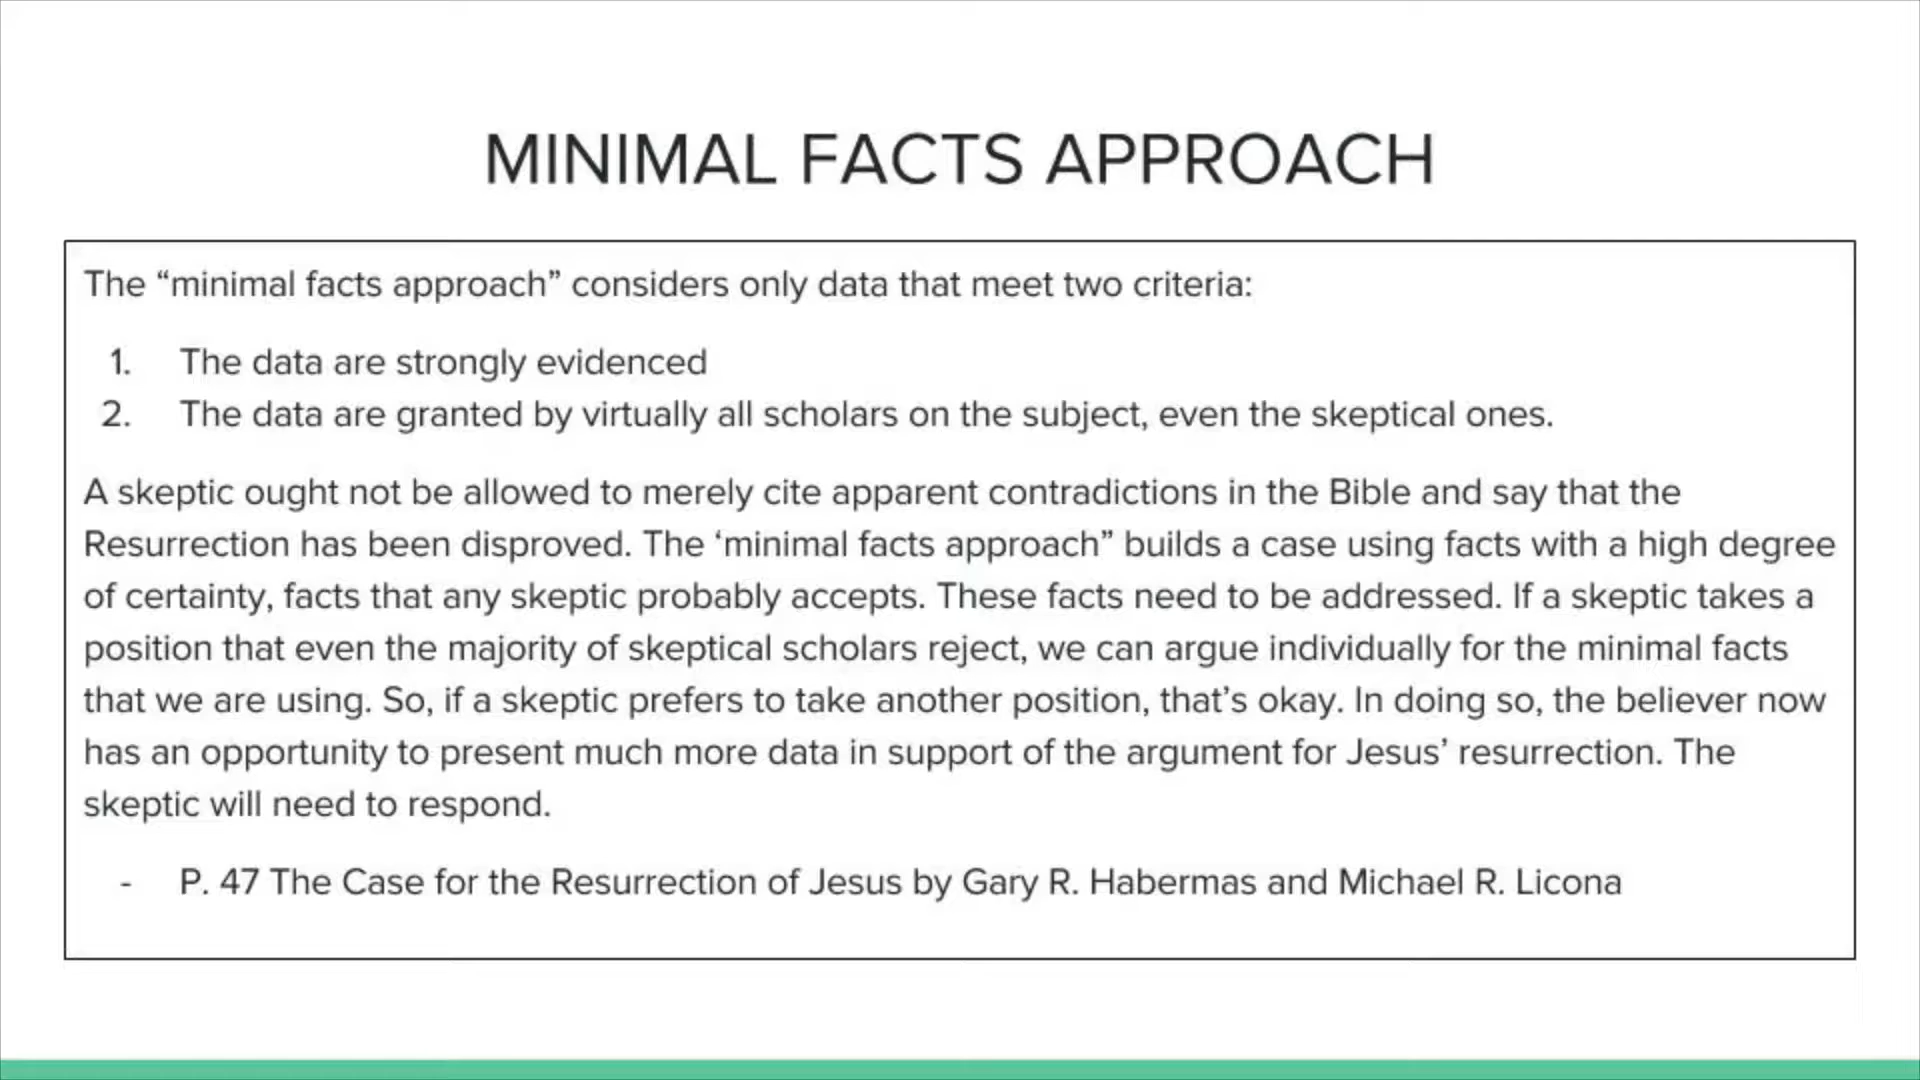 MINIMAL FACTS APPROACH
The “minimal facts approach” considers only data that meet two criteria:
1. The data are strongly evidenced
2. The data are granted by virtually all scholars on the subject, even the skeptical ones.
A skeptic ought not be allowed to merely cite apparent contradictions in the Bible and say that the
Resurrection has been disproved. The ‘minimal facts approach” builds a case using facts with a high degree
of certainty, facts that any skeptic probably accepts. These facts need to be addressed. If a skeptic takes a
position that even the majority of skeptical scholars reject, we can argue individually for the minimal facts
that we are using. So, if a skeptic prefers to take another position, that’s okay. In doing so, the believer now
has an opportunity to present much more data in support of the argument for Jesus’ resurrection. The
skeptic will need to respond.
- P. 47 The Case for the Resurrection of Jesus by Gary R. Habermas and Michael R. Licona